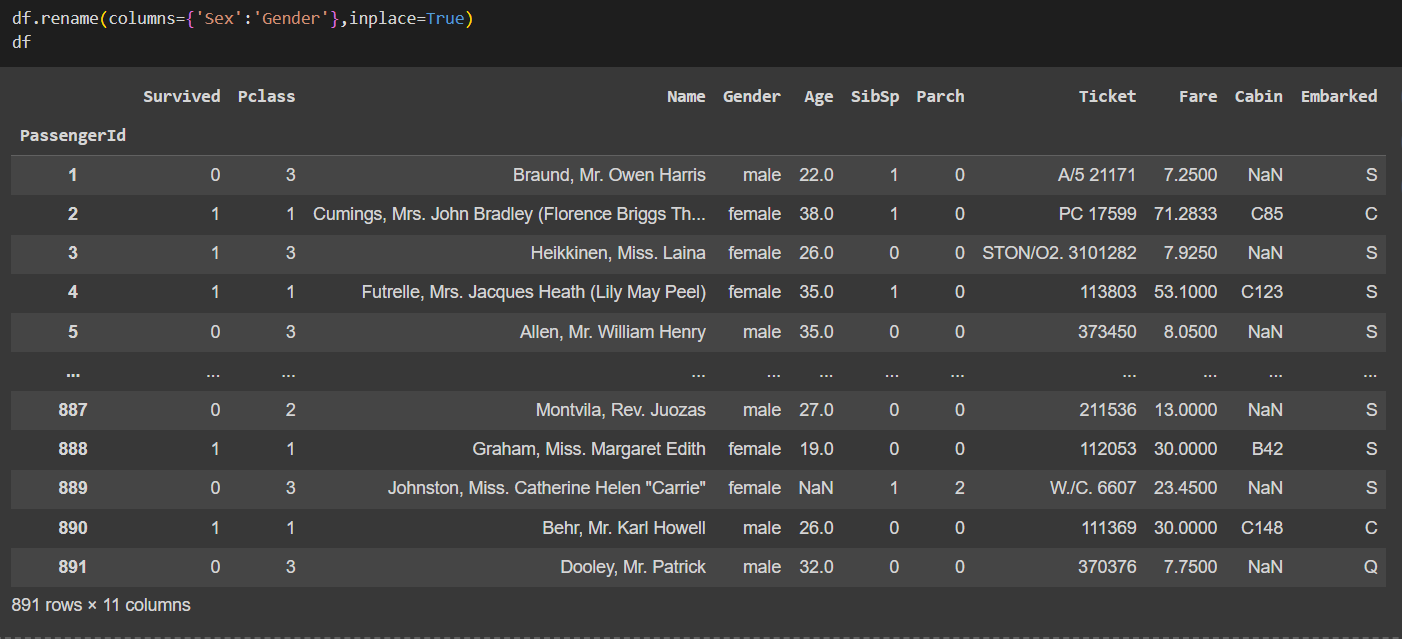 df.rename(columns={'Sex':'Gender'},inplace=True)
df
Survived Pclass Name Gender Age SibSp Parch Ticket Fare Cabin Embarked
PassengerId
1 0 3 Braund, Mr. Owen Harris male 22.0 1 0 A/5 21171 7.2500 NaN S
2 1 1 Cumings, Mrs. John Bradley (Florence Briggs Th... female 38.0 1 0 PC 17599 71.2833 C85 C
3 1 3 Heikkinen, Miss. Laina female 26.0 0 0 STON/O2. 3101282 7.9250 NaN S
4 1 1 Futrelle, Mrs. Jacques Heath (Lily May Peel) female 35.0 1 0 113803 53.1000 C123 S
5 0 3 Allen, Mr. William Henry male 35.0 0 0 373450 8.0500 NaN S
... ... ... ... ... ... ... ... ... ... ... ...
887 0 2 Montvila, Rev. Juozas male 27.0 0 0 211536 13.0000 NaN S
888 1 1 Graham, Miss. Margaret Edith female 19.0 0 0 112053 30.0000 B42 S
889 0 3 Johnston, Miss. Catherine Helen "Carrie" female NaN 1 2 W./C. 6607 23.4500 NaN S
890 1 1 Behr, Mr. Karl Howell male 26.0 0 0 111369 30.0000 C148 C
891 0 3 Dooley, Mr. Patrick male 32.0 0 0 370376 7.7500 NaN Q
891 rows × 11 columns